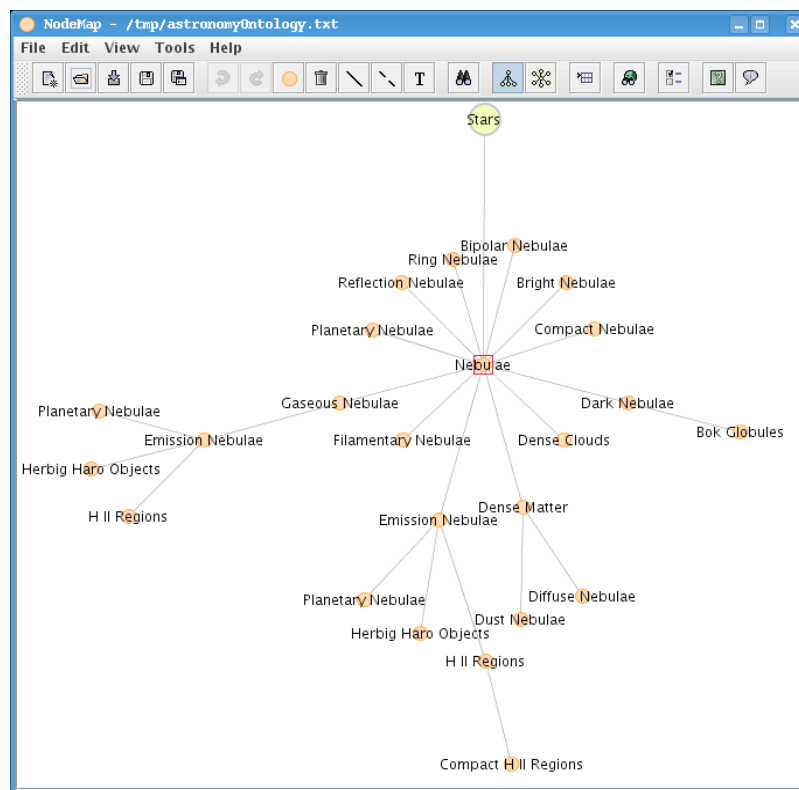 NodeMap - /tmp/astronomyOntology.txt
File Edit View Tools Help
T
Stars
Bipolar Nebulae
Ring Nebulae
Reflection Nebulae
Bright Nebulae
Planetary Nebulae
Compact Nebulae
Nebulae
Gaseous Nebulae
Dark Nebulae
Planetary Nebulae
Emission Nebulae
Filamentary Nebulae
Dense Clouds
Bok Globules
Herbig Haro Objects
H II Regions
Dense Matter
Emission Nebulae
Planetary Nebulae
Diffuse Nebulae
Dust Nebulae
Herbig Haro Objects
H II Regions
Compact H II Regions